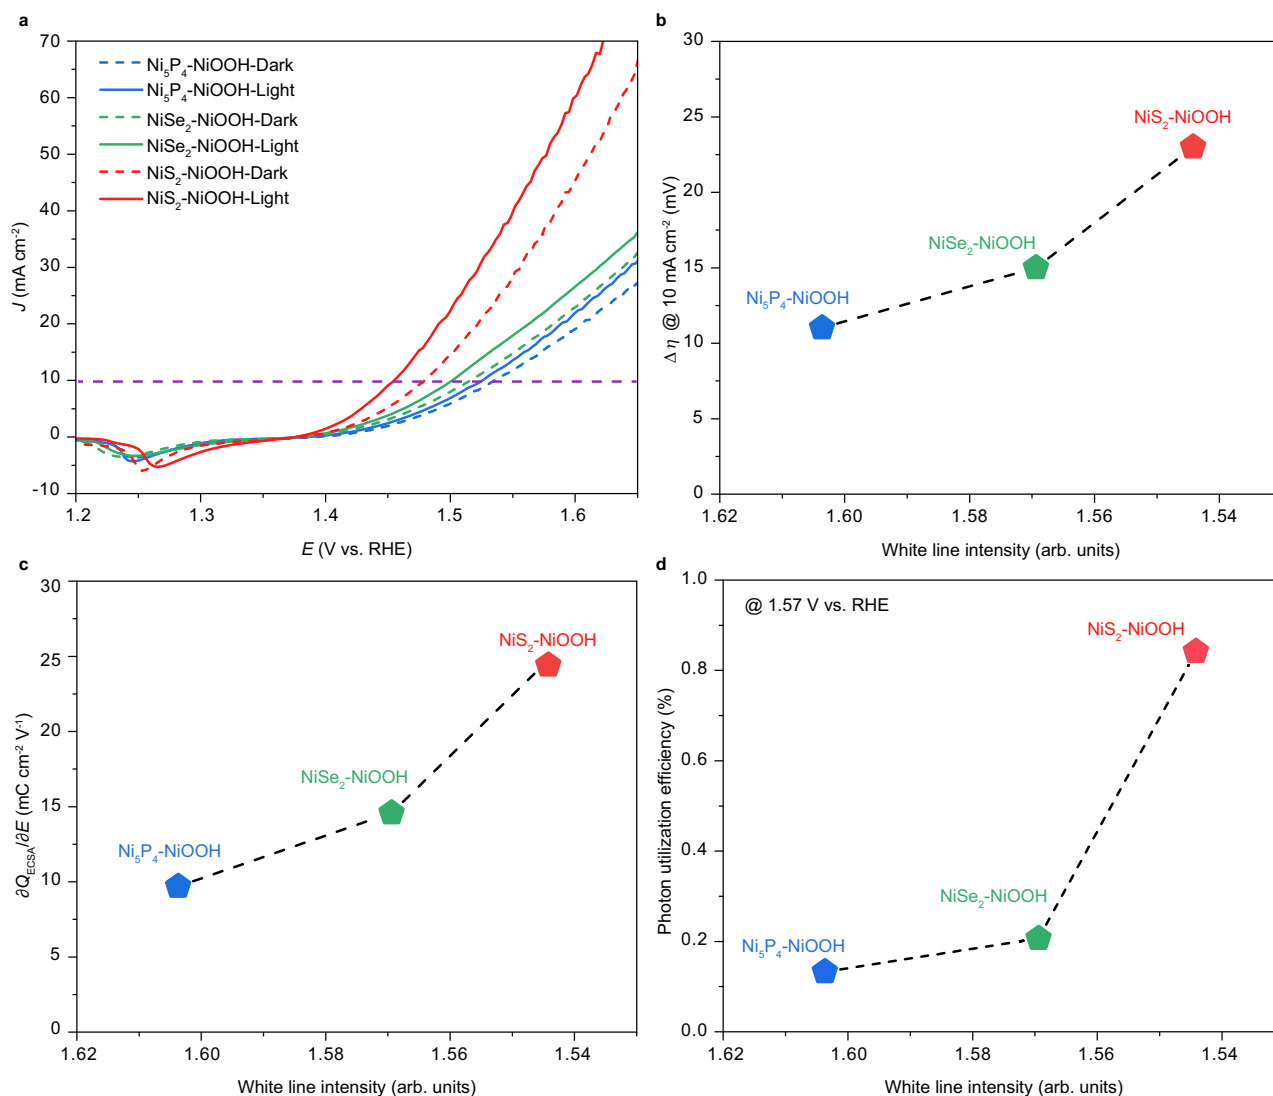 a
70
60
50
40
30
20
10
0
-10
J (mA cm⁻²)
Ni₅P₄-NiOOH-Dark
Ni₅P₄-NiOOH-Light
NiSe₂-NiOOH-Dark
NiSe₂-NiOOH-Light
NiS₂-NiOOH-Dark
NiS₂-NiOOH-Light
1.2 1.3 1.4 1.5 1.6
E (V vs. RHE)
b
30
25
20
15
10
5
0
Δ η @ 10 mA cm⁻² (mV)
NiS₂-NiOOH
NiSe₂-NiOOH
Ni₅P₄-NiOOH
1.62 1.60 1.58 1.56 1.54
White line intensity (arb. units)
c
30
25
20
15
10
5
0
∂Q_ECSA/∂E (mC cm⁻² V⁻¹)
NiS₂-NiOOH
NiSe₂-NiOOH
Ni₅P₄-NiOOH
1.62 1.60 1.58 1.56 1.54
White line intensity (arb. units)
d
1.0
0.8
0.6
0.4
0.2
0.0
Photon utilization efficiency (%)
@ 1.57 V vs. RHE
NiS₂-NiOOH
NiSe₂-NiOOH
Ni₅P₄-NiOOH
1.62 1.60 1.58 1.56 1.54
White line intensity (arb. units)